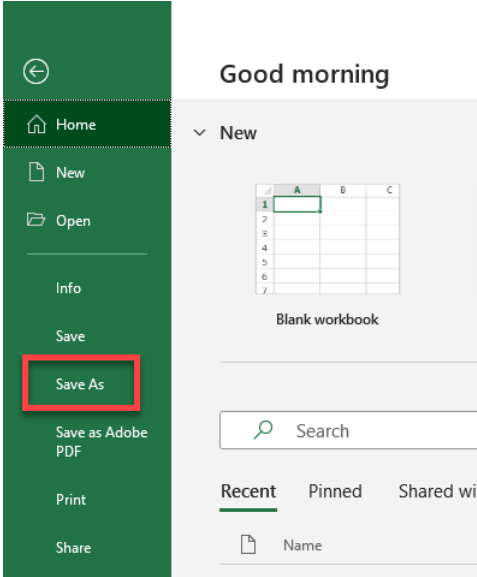 Good morning
Home
New
New
Open
A B C
1
2
3
4
5
6
7
Info
Blank workbook
Save
Save As
Search
Save as Adobe
PDF
Recent Pinned Shared wi
Print
Name
Share